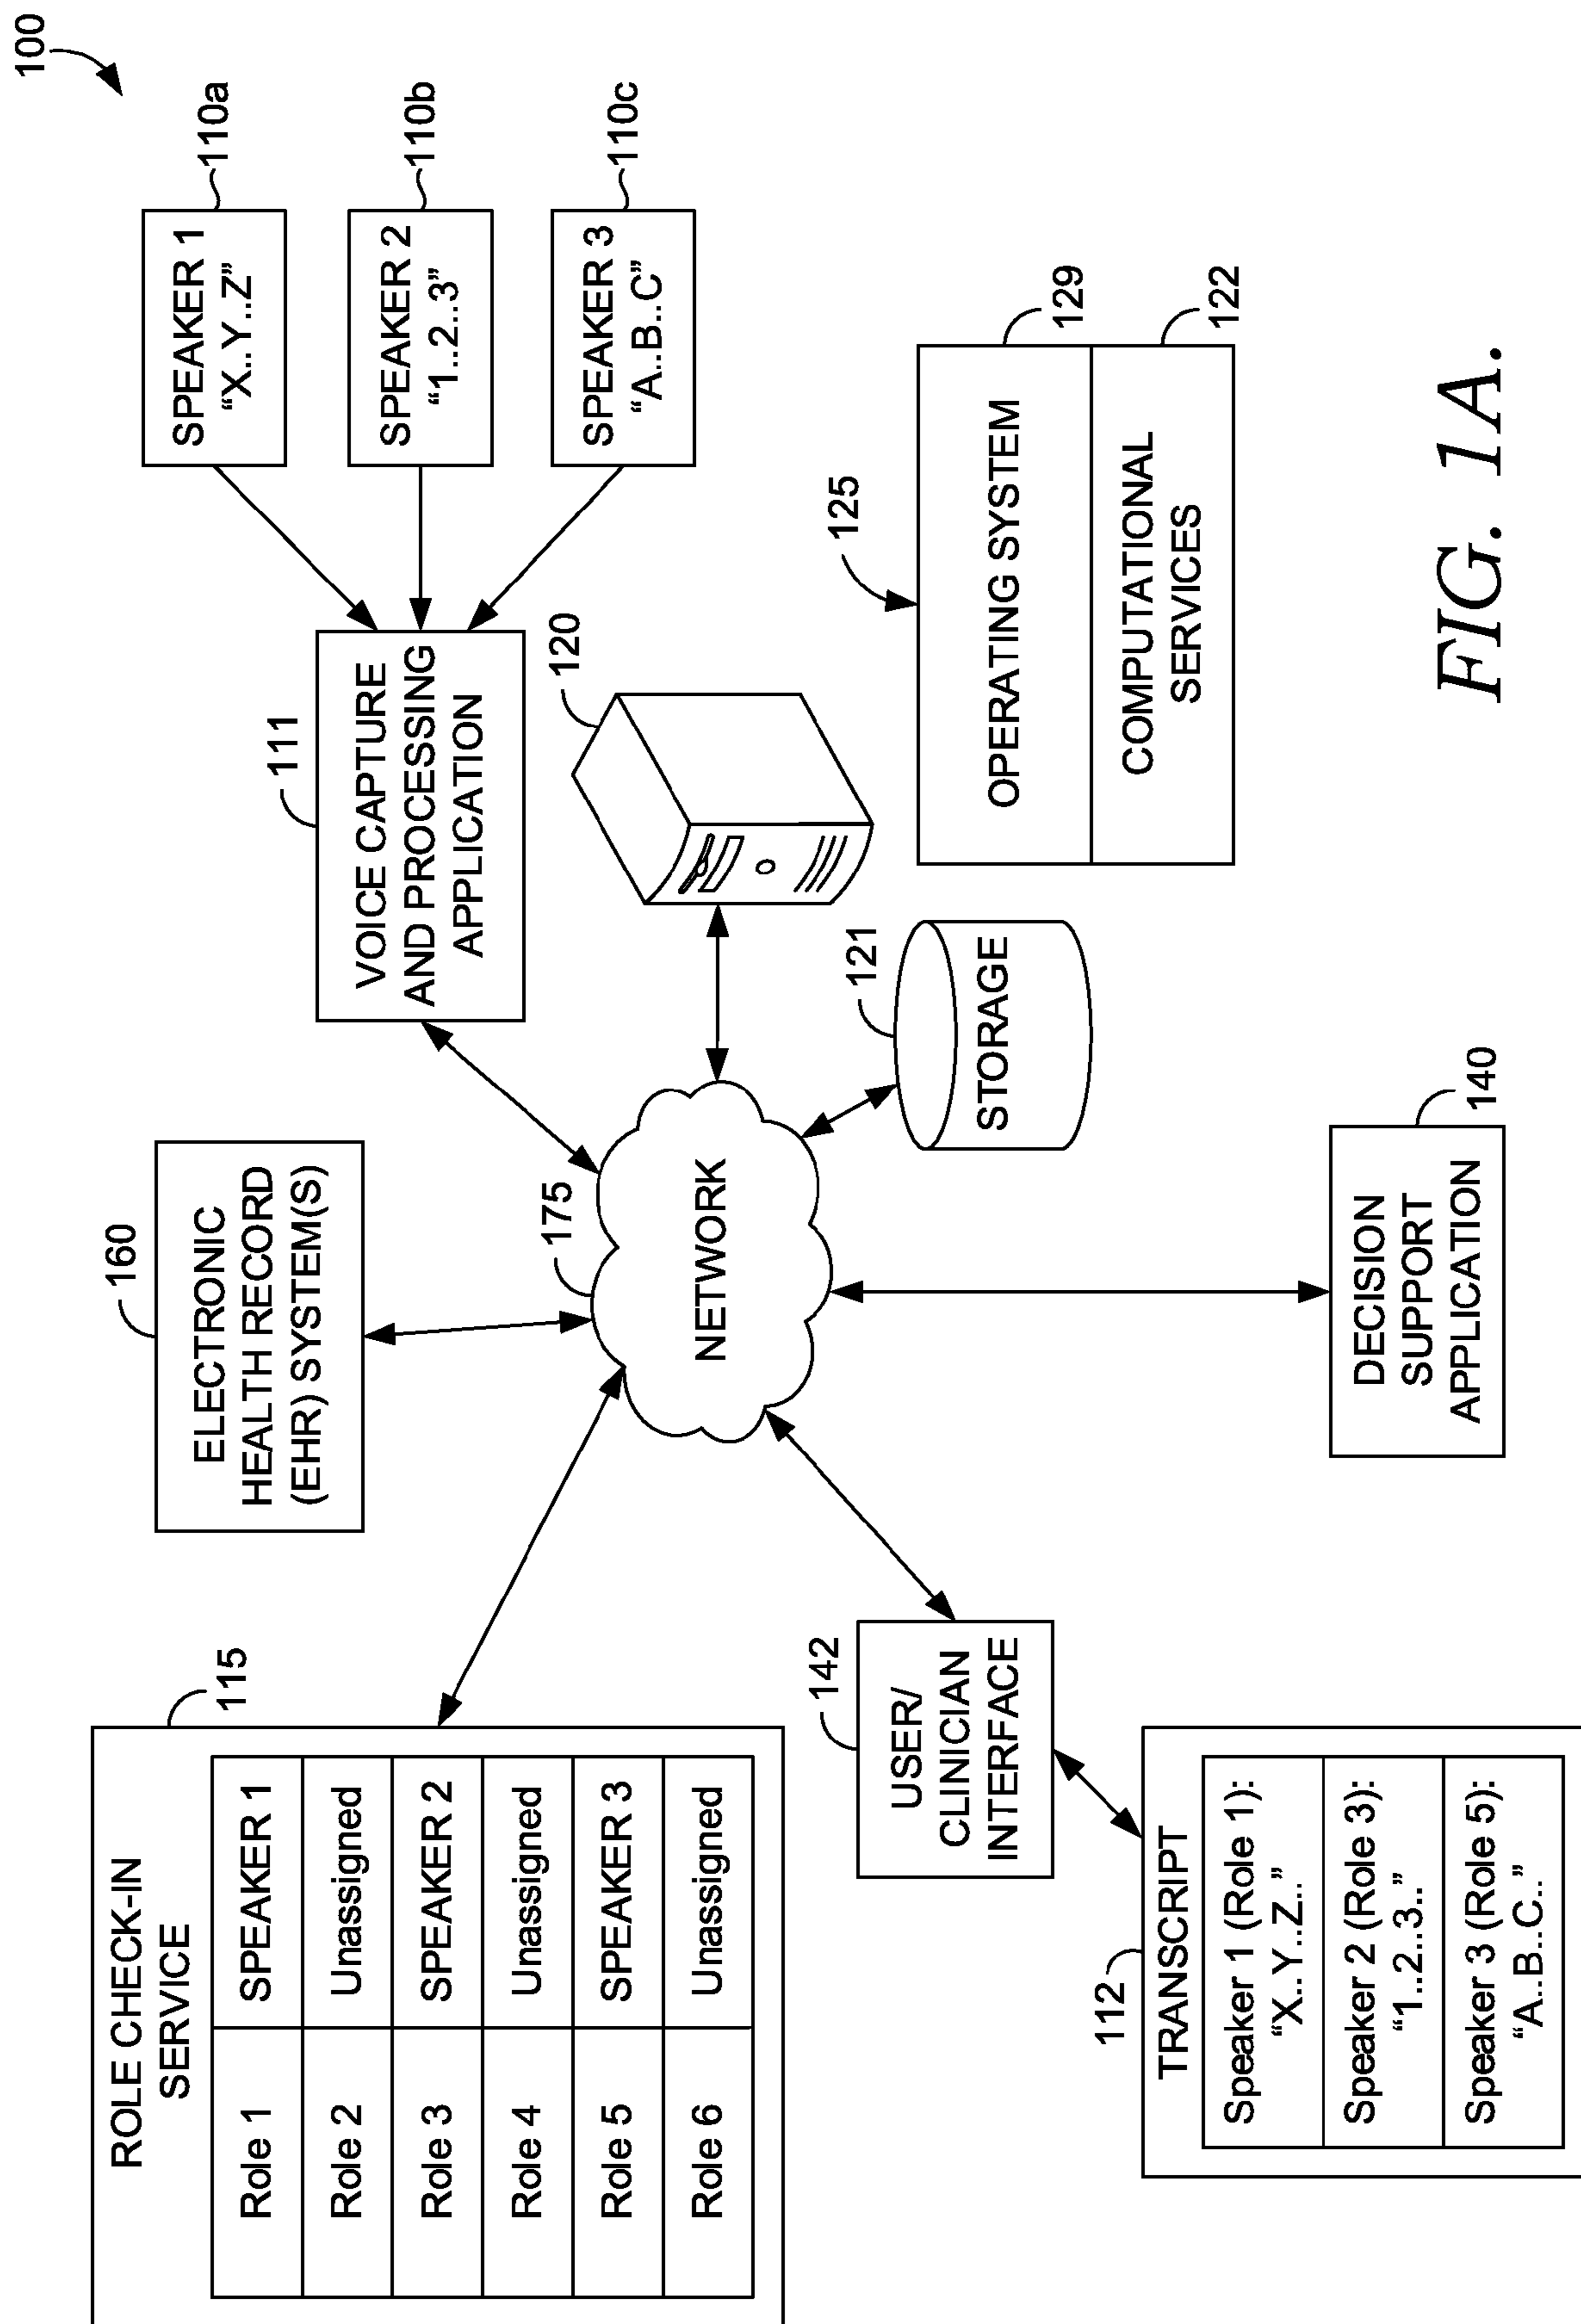 100
ROLE CHECK-IN
SERVICE
115
Role 1 SPEAKER 1
Role 2 Unassigned
Role 3 SPEAKER 2
Role 4 Unassigned
Role 5 SPEAKER 3
Role 6 Unassigned
160
ELECTRONIC
HEALTH RECORD
(EHR) SYSTEM(S)
111
VOICE CAPTURE
AND PROCESSING
APPLICATION
SPEAKER 1
“X..Y..Z”
110a
SPEAKER 2
“1..2..3”
110b
SPEAKER 3
“A..B..C”
110c
175
NETWORK
120
142
USER/
CLINICIAN
INTERFACE
121
STORAGE
125
OPERATING SYSTEM
129
COMPUTATIONAL
SERVICES
122
112
TRANSCRIPT
Speaker 1 (Role 1):
“X..Y..Z..”
Speaker 2 (Role 3):
“1..2..3..”
Speaker 3 (Role 5):
“A..B..C..”
140
DECISION
SUPPORT
APPLICATION
FIG. 1A.